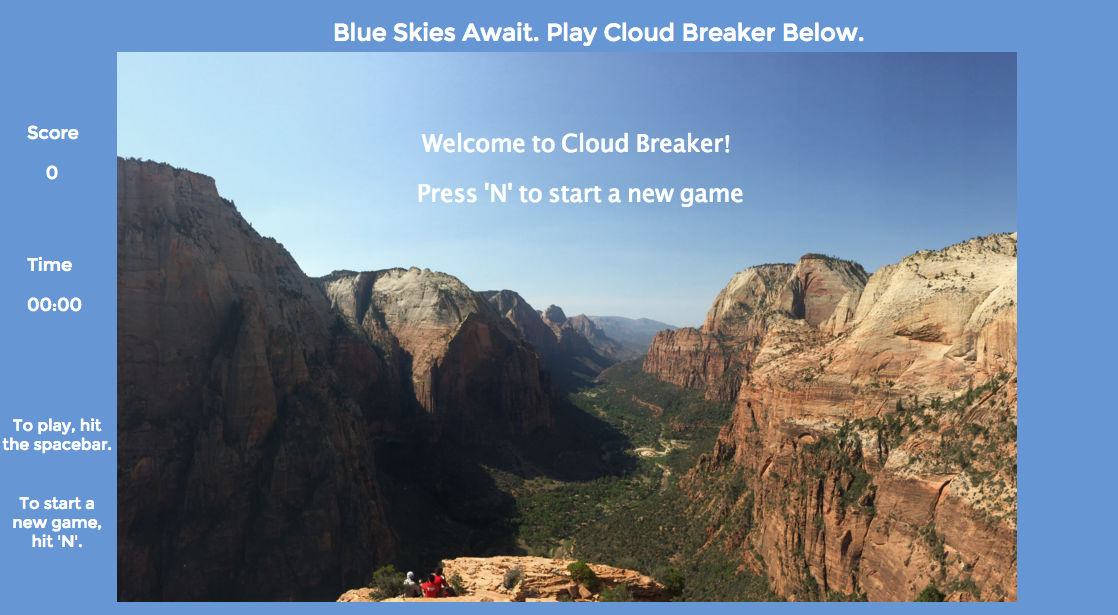 Blue Skies Await. Play Cloud Breaker Below.
Score
0
Time
00:00
To play, hit
the spacebar.
To start a
new game,
hit 'N'.
Welcome to Cloud Breaker!
Press 'N' to start a new game